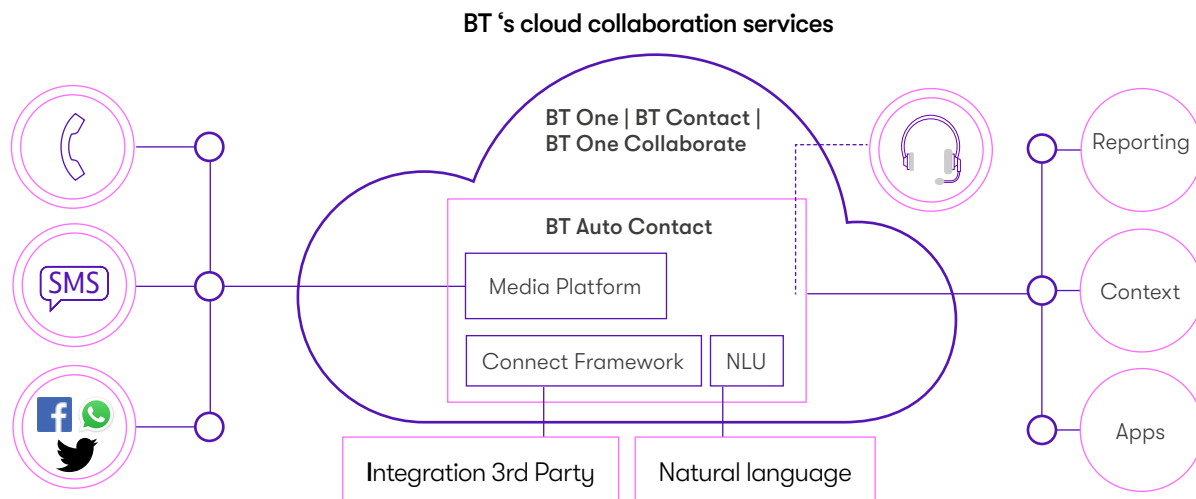 BT ‘s cloud collaboration services
BT One | BT Contact |
BT One Collaborate
Reporting
BT Auto Contact
SMS
Media Platform
Context
Connect Framework
NLU
Apps
Integration 3rd Party
Natural language